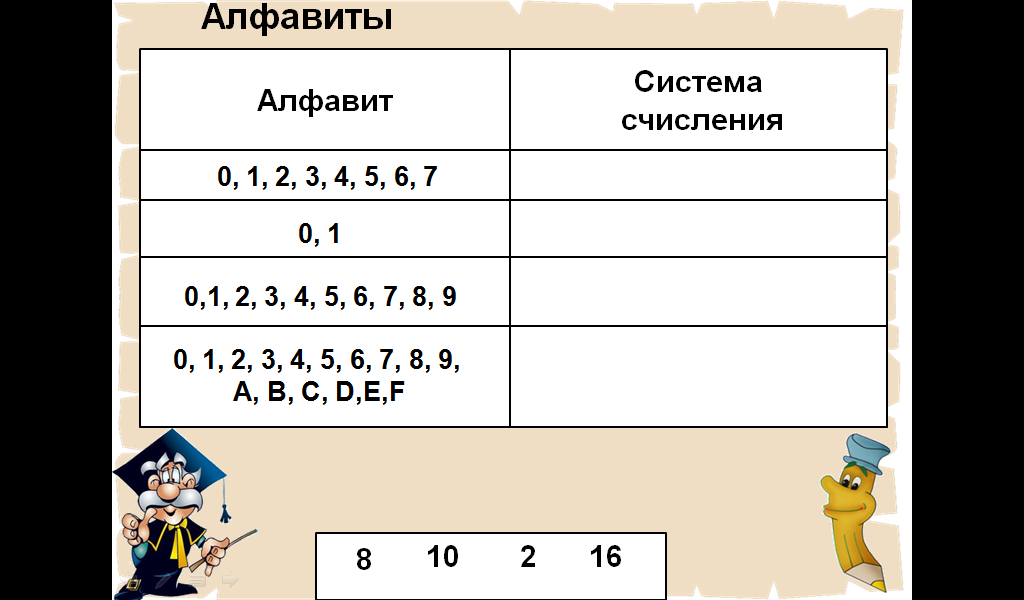 Алфавиты
Алфавит
Система
счисления
0, 1, 2, 3, 4, 5, 6, 7
0, 1
0,1, 2, 3, 4, 5, 6, 7, 8, 9
0, 1, 2, 3, 4, 5, 6, 7, 8, 9,
A, B, C, D,E,F
8 10 2 16